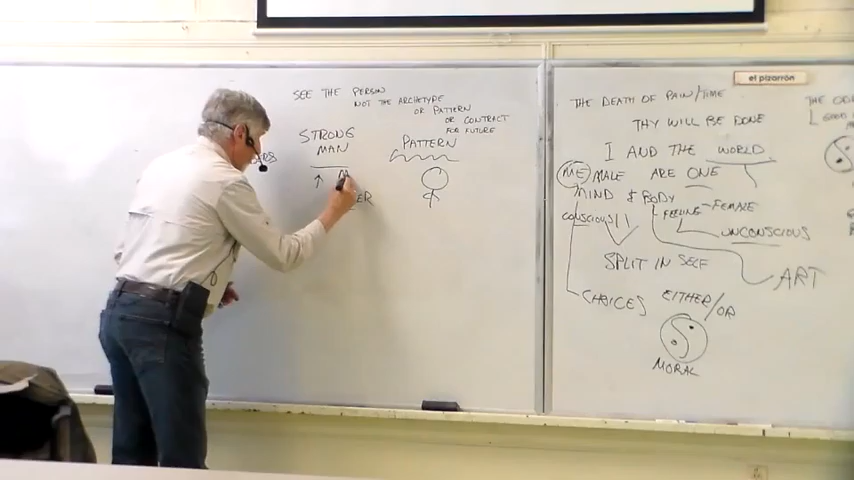 SEE THE PERSON
NOT THE ARCHETYPE
OR PATTERN
OR CONTRACT
FOR FUTURE
STRONG
MAN
PATTERN
el pizarrón
THE DEATH OF PAIN/TIME
THY WILL BE DONE
I AND THE WORLD
ME MALE ARE ONE
MIND & BODY
CONSCIOUS
FEELING - FEMALE
UNCONSCIOUS
SPLIT IN SELF
ART
CHOICES EITHER/OR
MORAL
THE